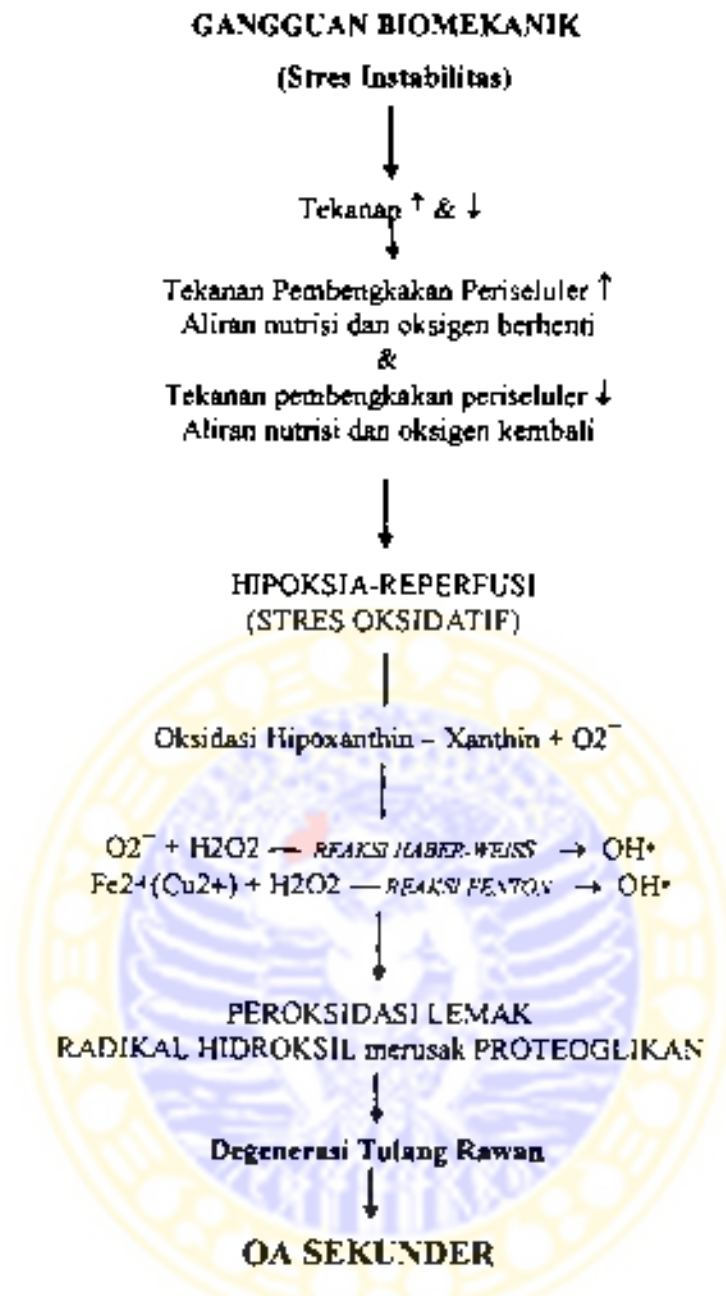 GANGGUAN BIOMEKANIK
(Stres Instabilitas)
Tekanan ↑ & ↓
Tekanan Pembengkakan Periseluler ↑
Aliran nutrisi dan oksigen berhenti
&
Tekanan pembengkakan periseluler ↓
Aliran nutrisi dan oksigen kembali
HIPOKSIA-REPERFUSI
(STRES OKSIDATIF)
Oksidasi Hipoxanthin – Xanthin + O2⁻
O2⁻ + H2O2 — REAKSI HABER-WEISS → OH•
Fe2+(Cu2+) + H2O2 — REAKSI FENTON → OH•
PEROKSIDASI LEMAK
RADIKAL HIDROKSIL merusak PROTEOGLIKAN
Degenerasi Tulang Rawan
OA SEKUNDER